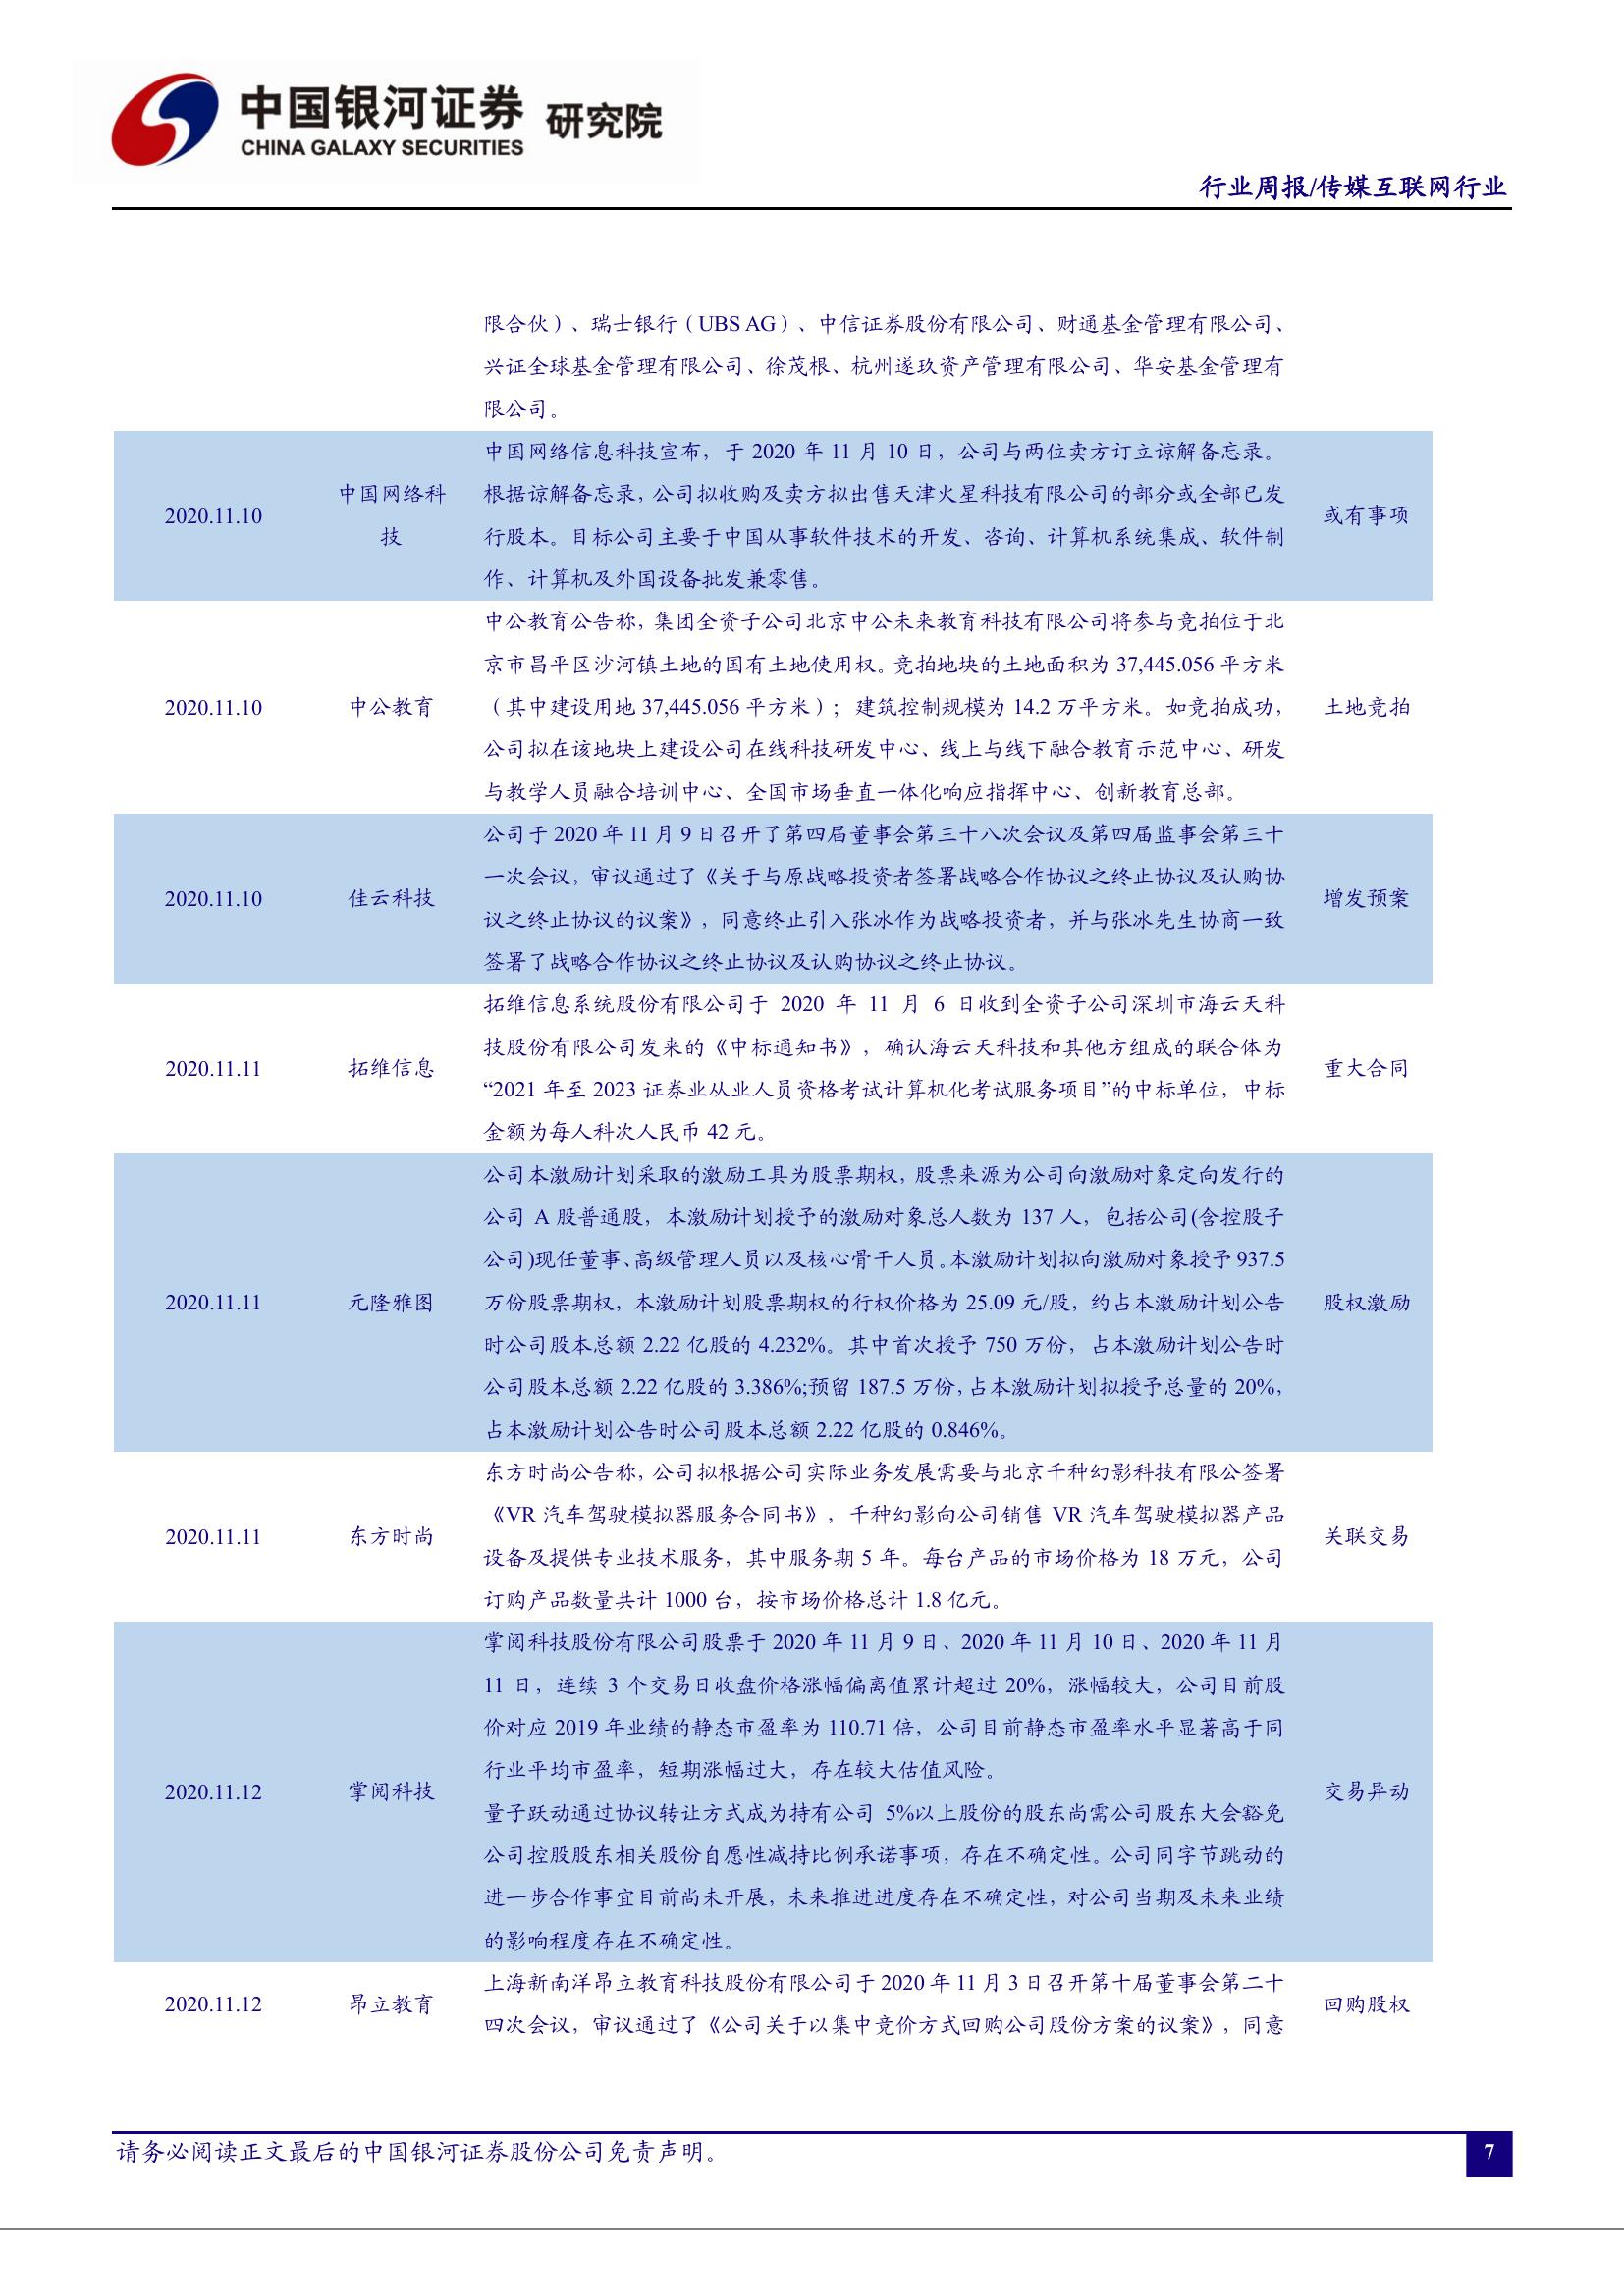 中国银河证券 研究院
CHINA GALAXY SECURITIES
行业周报/传媒互联网行业
限合伙）、瑞士银行（UBS AG）、中信证券股份有限公司、财通基金管理有限公司、
兴证全球基金管理有限公司、徐茂根、杭州遂玖资产管理有限公司、华安基金管理有
限公司。
2020.11.10
中国网络科
技
中国网络信息科技宣布，于 2020 年 11 月 10 日，公司与两位卖方订立谅解备忘录。
根据谅解备忘录，公司拟收购及卖方拟出售天津火星科技有限公司的部分或全部已发
行股本。目标公司主要于中国从事软件技术的开发、咨询、计算机系统集成、软件制
作、计算机及外国设备批发兼零售。
或有事项
2020.11.10
中公教育
中公教育公告称，集团全资子公司北京中公未来教育科技有限公司将参与竞拍位于北
京市昌平区沙河镇土地的国有土地使用权。竞拍地块的土地面积为 37,445.056 平方米
（其中建设用地 37,445.056 平方米）；建筑控制规模为 14.2 万平方米。如竞拍成功，
公司拟在该地块上建设公司在线科技研发中心、线上与线下融合教育示范中心、研发
与教学人员融合培训中心、全国市场垂直一体化响应指挥中心、创新教育总部。
土地竞拍
2020.11.10
佳云科技
公司于 2020 年 11 月 9 日召开了第四届董事会第三十八次会议及第四届监事会第三十
一次会议，审议通过了《关于与原战略投资者签署战略合作协议之终止协议及认购协
议之终止协议的议案》，同意终止引入张冰作为战略投资者，并与张冰先生协商一致
签署了战略合作协议之终止协议及认购协议之终止协议。
增发预案
2020.11.11
拓维信息
拓维信息系统股份有限公司于 2020 年 11 月 6 日收到全资子公司深圳市海云天科
技股份有限公司发来的《中标通知书》，确认海云天科技和其他方组成的联合体为
“2021 年至 2023 证券业从业人员资格考试计算机化考试服务项目”的中标单位，中标
金额为每人科次人民币 42 元。
重大合同
2020.11.11
元隆雅图
公司本激励计划采取的激励工具为股票期权，股票来源为公司向激励对象定向发行的
公司 A 股普通股，本激励计划授予的激励对象总人数为 137 人，包括公司(含控股子
公司)现任董事、高级管理人员以及核心骨干人员。本激励计划拟向激励对象授予 937.5
万份股票期权，本激励计划股票期权的行权价格为 25.09 元/股，约占本激励计划公告
时公司股本总额 2.22 亿股的 4.232%。其中首次授予 750 万份，占本激励计划公告时
公司股本总额 2.22 亿股的 3.386%;预留 187.5 万份，占本激励计划拟授予总量的 20%，
占本激励计划公告时公司股本总额 2.22 亿股的 0.846%。
股权激励
2020.11.11
东方时尚
东方时尚公告称，公司拟根据公司实际业务发展需要与北京千种幻影科技有限公签署
《VR 汽车驾驶模拟器服务合同书》，千种幻影向公司销售 VR 汽车驾驶模拟器产品
设备及提供专业技术服务，其中服务期 5 年。每台产品的市场价格为 18 万元，公司
订购产品数量共计 1000 台，按市场价格总计 1.8 亿元。
关联交易
2020.11.12
掌阅科技
掌阅科技股份有限公司股票于 2020 年 11 月 9 日、2020 年 11 月 10 日、2020 年 11 月
11 日，连续 3 个交易日收盘价格涨幅偏离值累计超过 20%，涨幅较大，公司目前股
价对应 2019 年业绩的静态市盈率为 110.71 倍，公司目前静态市盈率水平显著高于同
行业平均市盈率，短期涨幅过大，存在较大估值风险。
量子跃动通过协议转让方式成为持有公司 5%以上股份的股东尚需公司股东大会豁免
公司控股股东相关股份自愿性减持比例承诺事项，存在不确定性。公司同字节跳动的
进一步合作事宜目前尚未开展，未来推进进度存在不确定性，对公司当期及未来业绩
的影响程度存在不确定性。
交易异动
2020.11.12
昂立教育
上海新南洋昂立教育科技股份有限公司于 2020 年 11 月 3 日召开第十届董事会第二十
四次会议，审议通过了《公司关于以集中竞价方式回购公司股份方案的议案》，同意
回购股权
请务必阅读正文最后的中国银河证券股份公司免责声明。
7